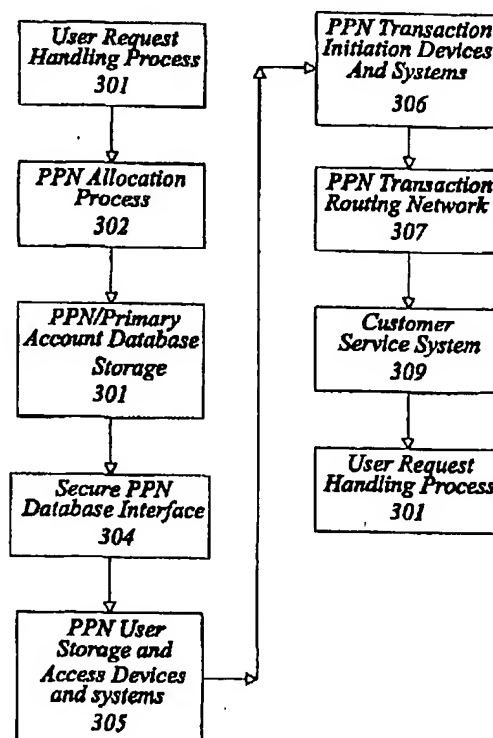 User Request
Handling Process
301
PPN Allocation
Process
302
PPN/Primary
Account Database
Storage
301
Secure PPN
Database Interface
304
PPN User
Storage and
Access Devices
and systems
305
PPN Transaction
Initiation Devices
And Systems
306
PPN Transaction
Routing Network
307
Customer
Service System
309
User Request
Handling Process
301